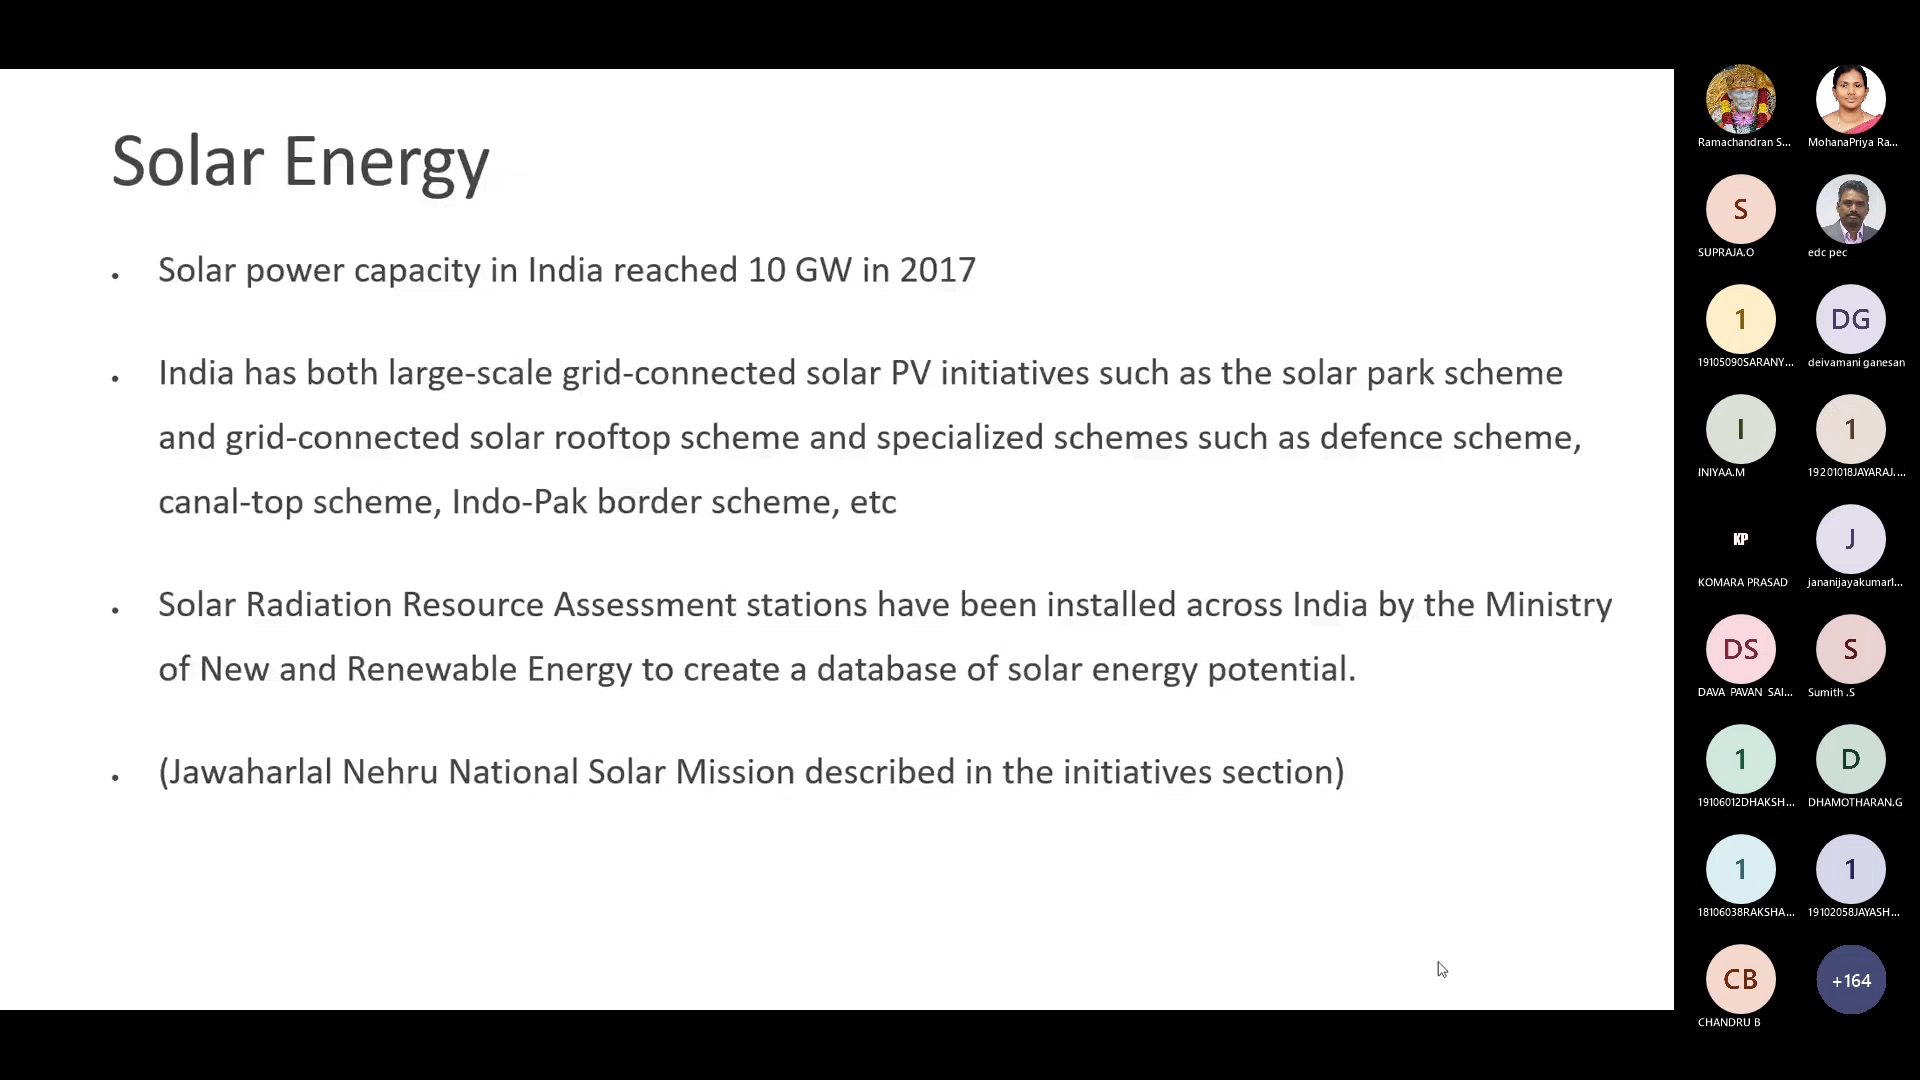 Solar Energy
• Solar power capacity in India reached 10 GW in 2017
• India has both large-scale grid-connected solar PV initiatives such as the solar park scheme
and grid-connected solar rooftop scheme and specialized schemes such as defence scheme,
canal-top scheme, Indo-Pak border scheme, etc
• Solar Radiation Resource Assessment stations have been installed across India by the Ministry
of New and Renewable Energy to create a database of solar energy potential.
• (Jawaharlal Nehru National Solar Mission described in the initiatives section)
Ramachandran S...
MohanaPriya Ra...
S
SUPRAJA.O
edc pec
1
19105090SARANY...
DG
deivamani ganesan
I
INIYAA.M
1
19201018JAYARAJ....
KP
KOMARA PRASAD
J
jananijayakumarl...
DS
DAVA PAVAN SAI...
S
Sumith .S
1
19106012DHAKSH...
D
DHAMOTHARAN.G
1
18106038RAKSHA...
1
19102058JAYASH...
CB
CHANDRU B
+164